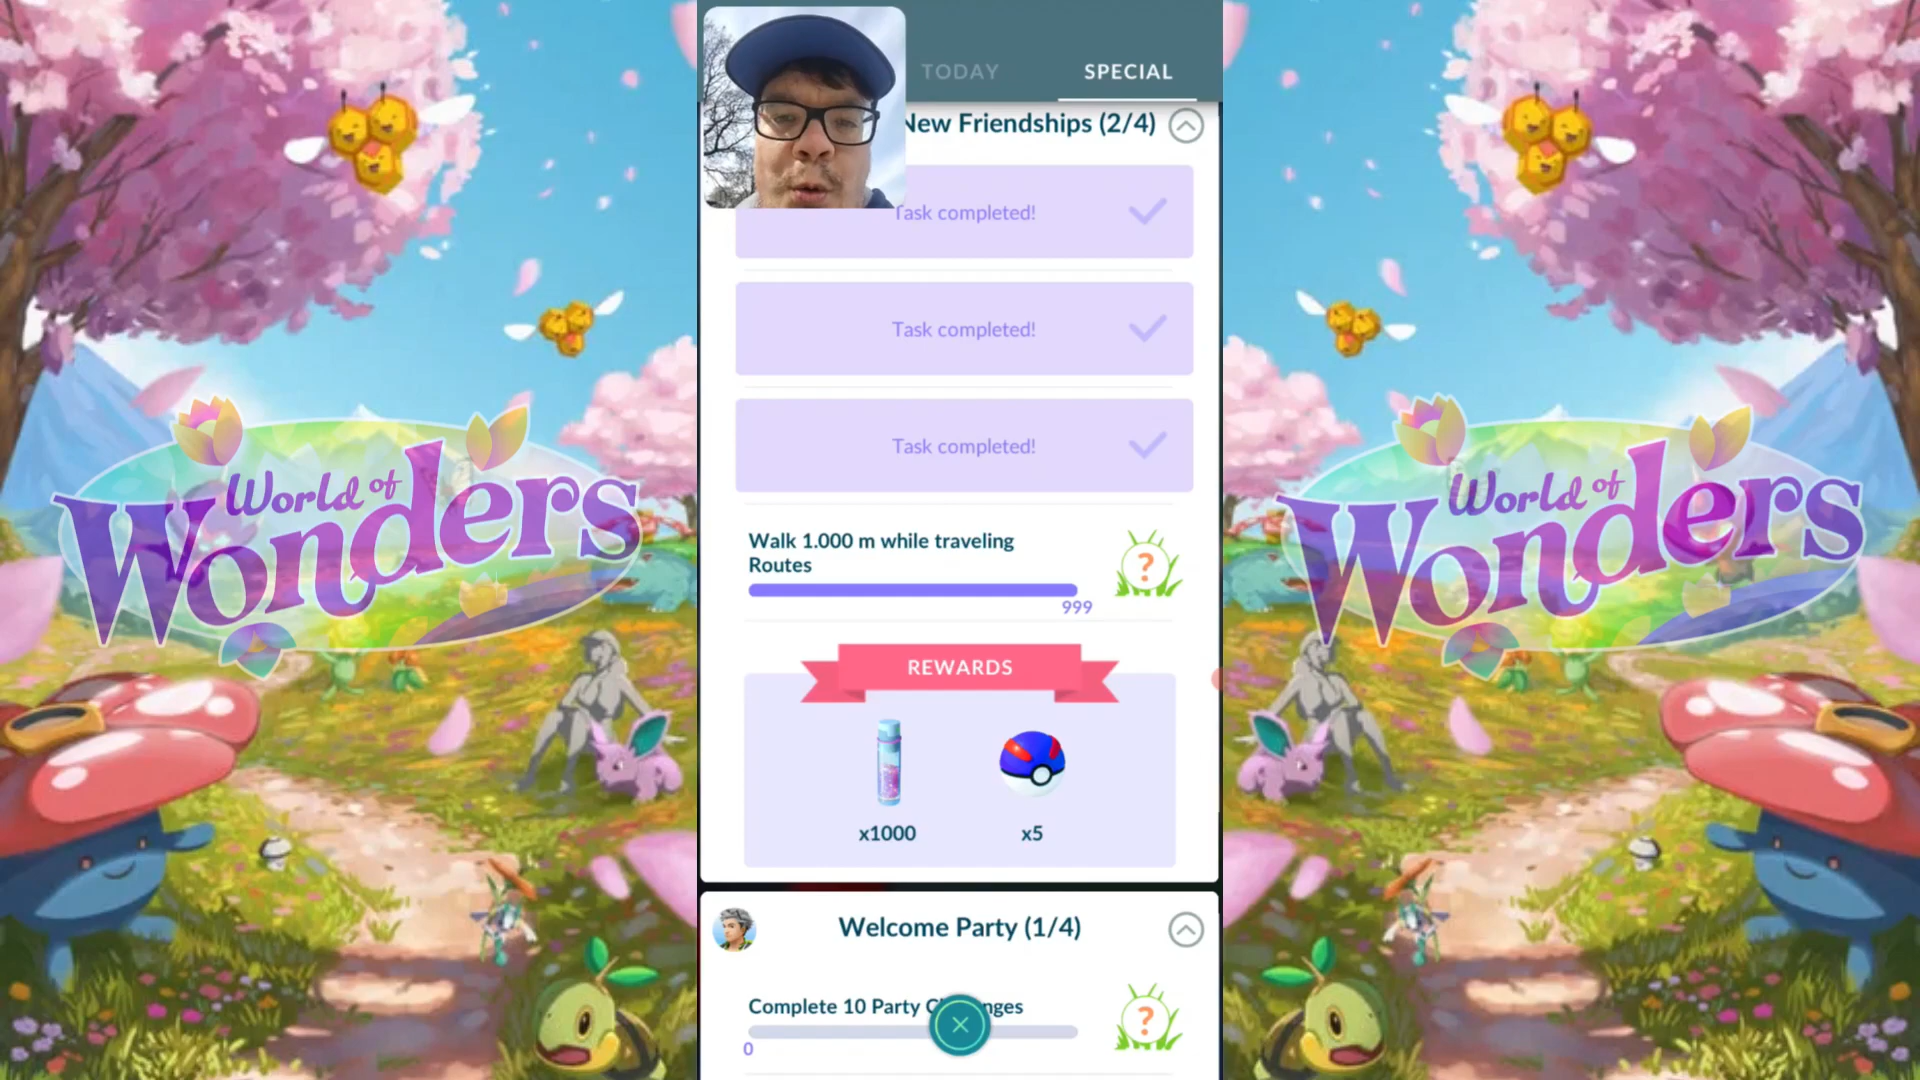 TODAY
SPECIAL
New Friendships (2/4)
Task completed!
Task completed!
Task completed!
Walk 1.000 m while traveling
Routes
999
REWARDS
x1000
x5
Welcome Party (1/4)
Complete 10 Party
0
World of
Wonders
World of
Wonders